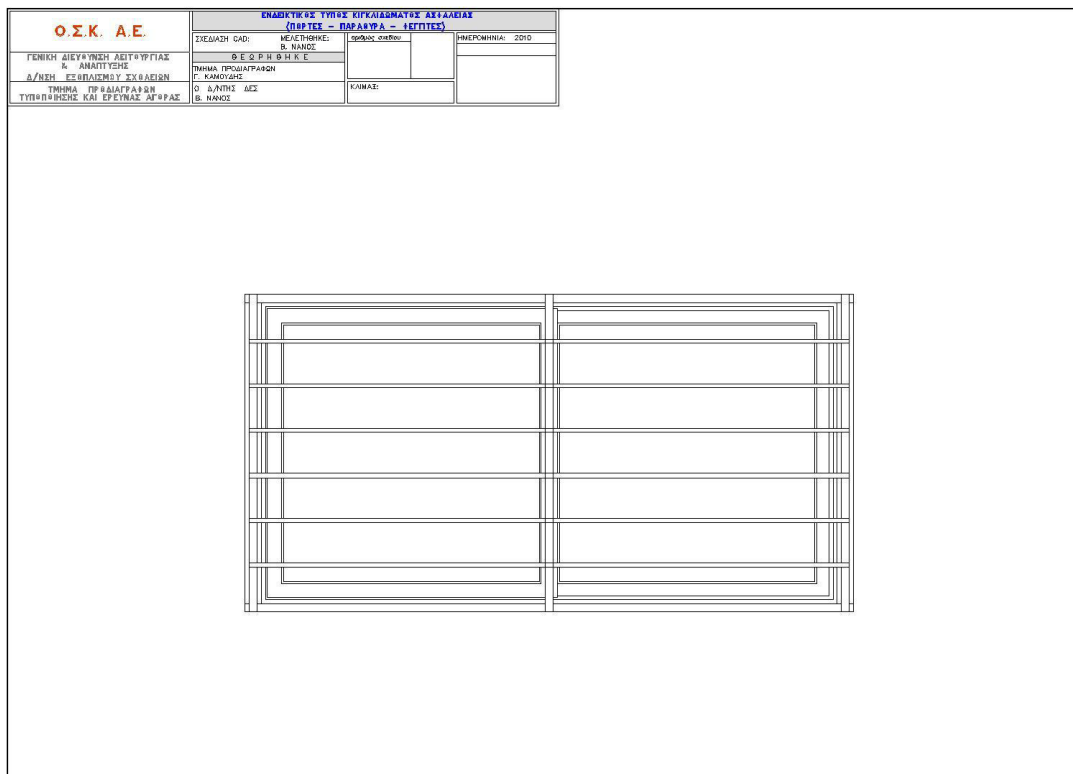 Ο.Σ.Κ. Α.Ε.
ΓΕΝΙΚΗ ΔΙΕΥΘΥΝΣΗ ΛΕΙΤΟΥΡΓΙΑΣ
& ΑΝΑΠΤΥΞΗΣ
Δ/ΝΣΗ ΕΞΟΠΛΙΣΜΟΥ ΣΧΟΛΕΙΩΝ
ΤΜΗΜΑ ΠΡΟΔΙΑΓΡΑΦΩΝ
ΤΥΠΟΠΟΙΗΣΗΣ ΚΑΙ ΕΡΕΥΝΑΣ ΑΓΟΡΑΣ
ΕΝΔΕΙΚΤΙΚΟΣ ΤΥΠΟΣ ΚΙΓΚΛΙΔΩΜΑΤΟΣ ΑΣΦΑΛΕΙΑΣ
(ΠΟΡΤΕΣ - ΠΑΡΑΘΥΡΑ - ΦΕΓΓΙΤΕΣ)
ΣΧΕΔΙΑΣΗ CAD: ΜΕΛΕΤΗΘΗΚΕ:
Β. ΝΑΝΟΣ
ΘΕΩΡΗΘΗΚΕ
ΤΜΗΜΑ ΠΡΟΔΙΑΓΡΑΦΩΝ
Γ. ΚΑΜΟΥΔΗΣ
Ο Δ/ΝΤΗΣ ΔΕΣ
Β. ΝΑΝΟΣ
αριθμός σχεδίου
ΚΛΙΜΑΞ:
ΗΜΕΡΟΜΗΝΙΑ: 2010